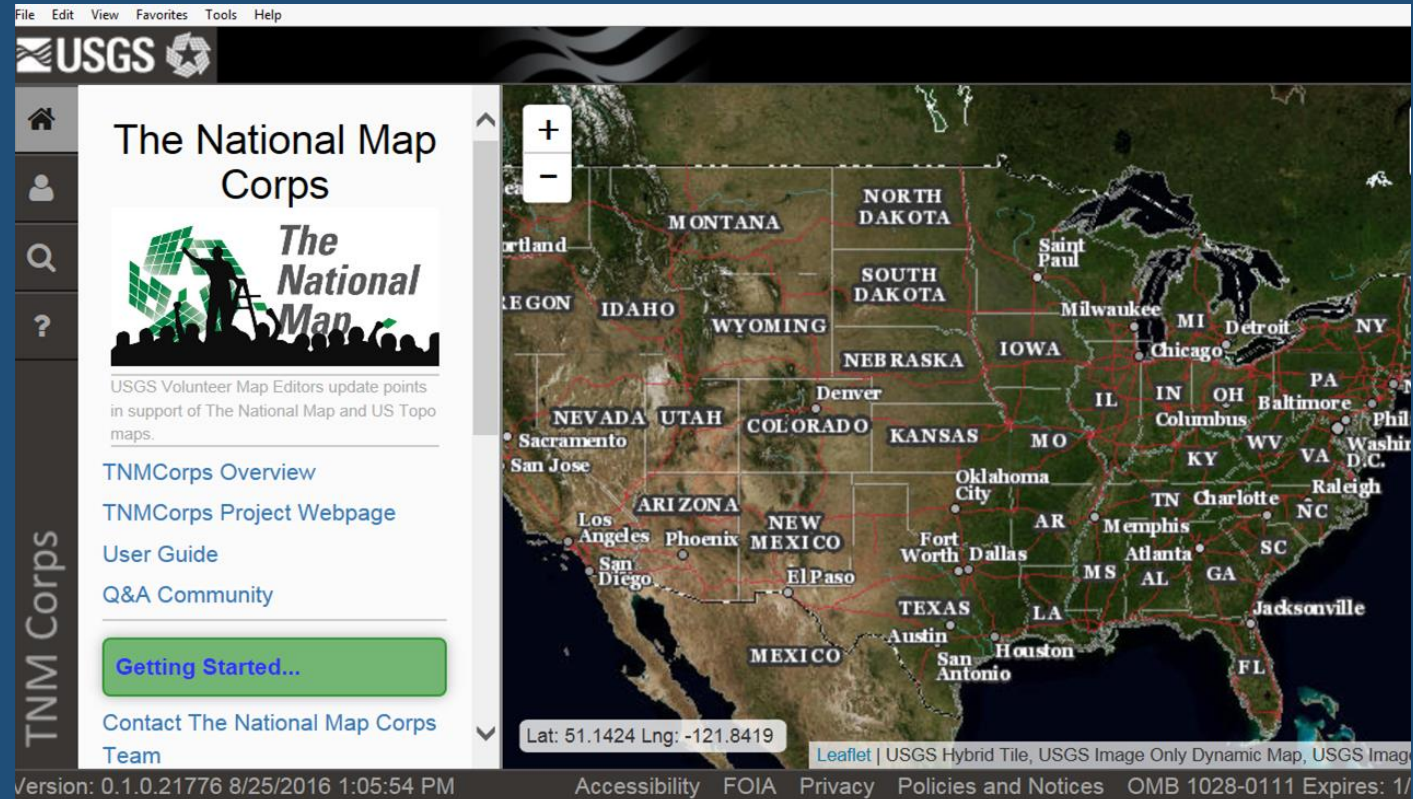 File Edit View Favorites Tools Help
USGS
The National Map
Corps
The
National
Map
USGS Volunteer Map Editors update points
in support of The National Map and US Topo
maps.
TNMCorps Overview
TNMCorps Project Webpage
User Guide
Q&A Community
Getting Started...
Contact The National Map Corps
Team
TNM Corps
?
+
−
NORTH
DAKOTA
MONTANA
rtland
Saint
Paul
SOUTH
DAKOTA
REGON
IDAHO
WYOMING
Milwaukee
MI
Detroit
NY
NEBRASKA
IOWA
Chicago
Denver
IL
IN
OH
PA
Baltimore
Columbus
Phil
NEVADA
UTAH
COLORADO
KANSAS
MO
WV
VA
Washin
D.C.
Sacramento
San Jose
KY
Oklahoma
City
Raleigh
ARIZONA
TN
Charlotte
NC
Los
Angeles
Phoenix
NEW
MEXICO
AR
Memphis
Fort
Worth
Dallas
Atlanta
SC
San
Diego
El Paso
MS
AL
GA
TEXAS
LA
Jacksonville
Austin
MEXICO
San
Antonio
Houston
FL
Lat: 51.1424 Lng: -121.8419
Leaflet | USGS Hybrid Tile, USGS Image Only Dynamic Map, USGS Image
Version: 0.1.0.21776 8/25/2016 1:05:54 PM
Accessibility FOIA Privacy Policies and Notices OMB 1028-0111 Expires: 1/